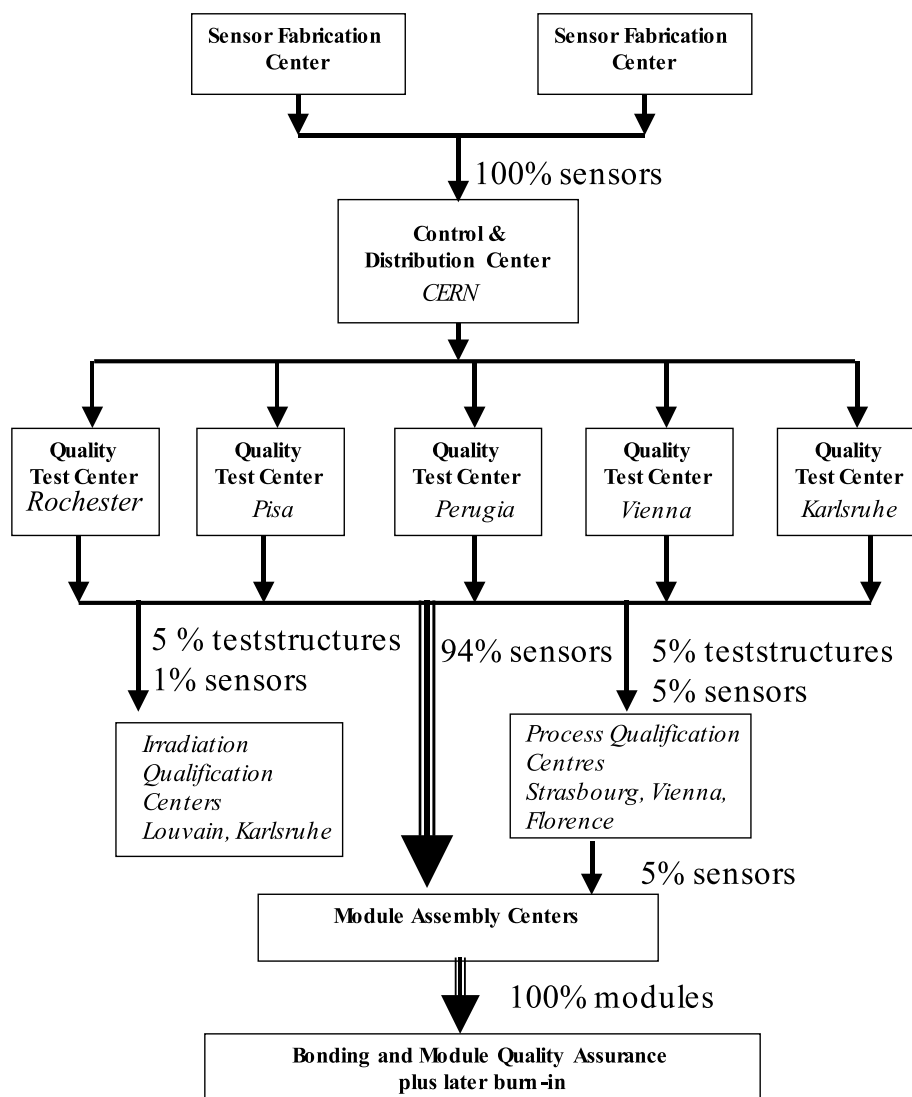 Sensor Fabrication
Center
Sensor Fabrication
Center
100% sensors
Control &
Distribution Center
CERN
Quality
Test Center
Rochester
Quality
Test Center
Pisa
Quality
Test Center
Perugia
Quality
Test Center
Vienna
Quality
Test Center
Karlsruhe
5 % teststructures
1% sensors
94% sensors
5% teststructures
5% sensors
Irradiation
Qualification
Centers
Louvain, Karlsruhe
Process Qualification
Centres
Strasbourg, Vienna,
Florence
5% sensors
Module Assembly Centers
100% modules
Bonding and Module Quality Assurance
plus later burn-in